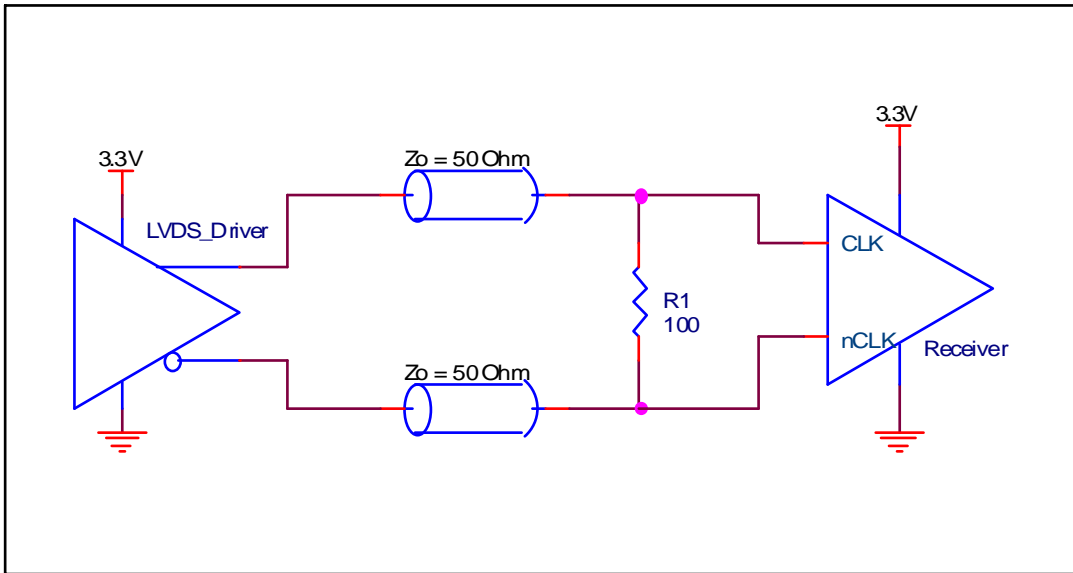 3.3V
3.3V
Zo = 50 Ohm
LVDS_Driver
CLK
R1
100
nCLK
Receiver
Zo = 50 Ohm